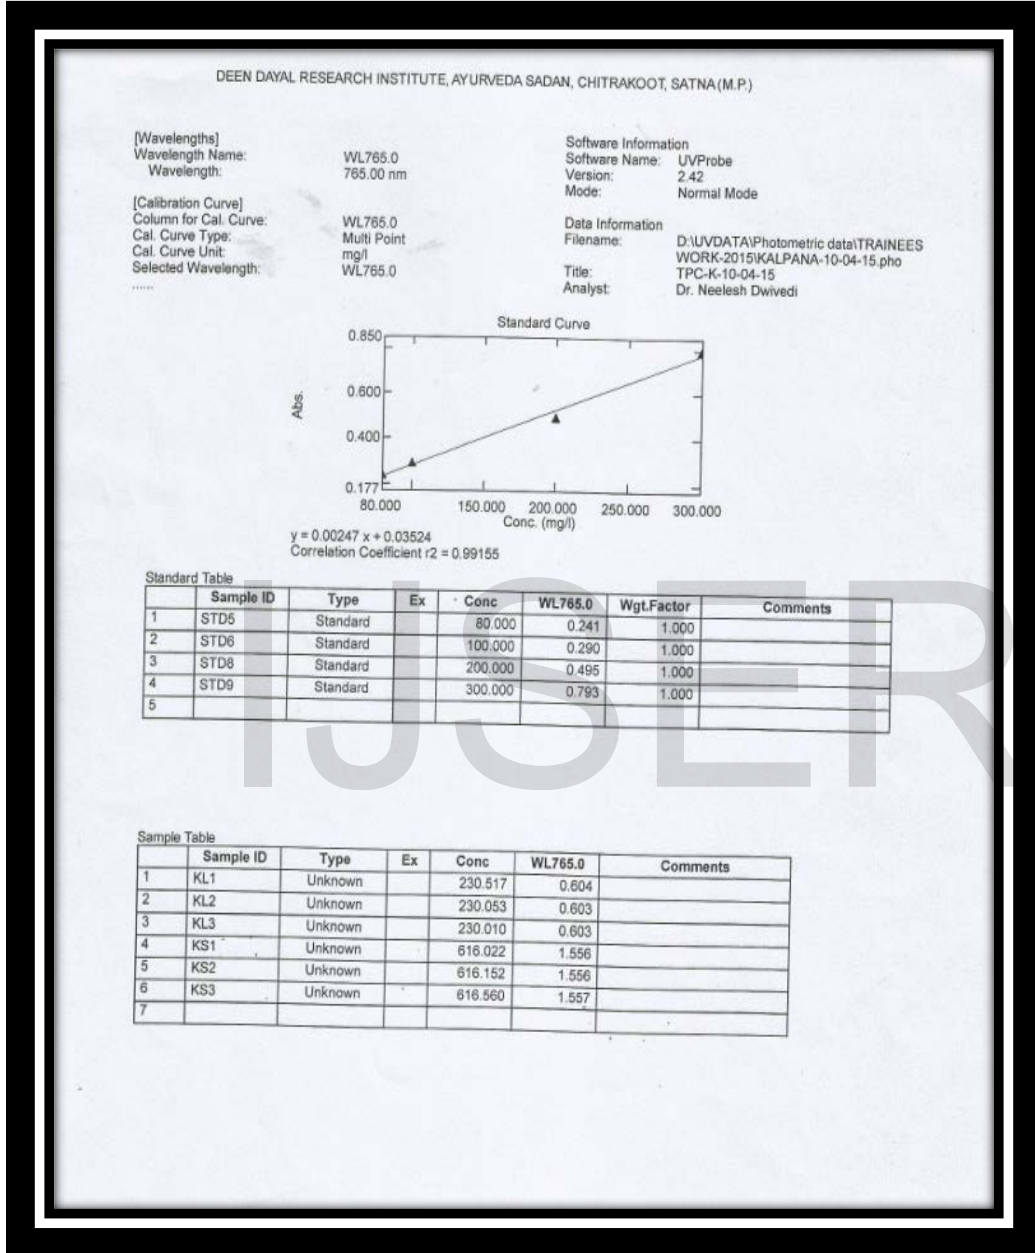 DEEN DAYAL RESEARCH INSTITUTE, AYURVEDA SADAN, CHITRAKOOT, SATNA (M.P.)
[Wavelengths]
Wavelength Name: WL765.0
Wavelength: 765.00 nm
[Calibration Curve]
Column for Cal. Curve: WL765.0
Cal. Curve Type: Multi Point
Cal. Curve Unit: mg/l
Selected Wavelength: WL765.0
......
Software Information
Software Name: UVProbe
Version: 2.42
Mode: Normal Mode
Data Information
Filename: D:\UVDATA\Photometric data\TRAINEES
WORK-2015\KALPANA-10-04-15.pho
Title: TPC-K-10-04-15
Analyst: Dr. Neelesh Dwivedi
Standard Curve
0.850
0.600
Abs.
0.400
0.177
80.000 150.000 200.000 250.000 300.000
Conc. (mg/l)
y = 0.00247 x + 0.03524
Correlation Coefficient r2 = 0.99155
Standard Table
Sample ID Type Ex Conc WL765.0 Wgt.Factor Comments
1 STD5 Standard 80.000 0.241 1.000
2 STD6 Standard 100.000 0.290 1.000
3 STD8 Standard 200.000 0.495 1.000
4 STD9 Standard 300.000 0.793 1.000
5
IJSER
Sample Table
Sample ID Type Ex Conc WL765.0 Comments
1 KL1 Unknown 230.517 0.604
2 KL2 Unknown 230.053 0.603
3 KL3 Unknown 230.010 0.603
4 KS1 Unknown 616.022 1.556
5 KS2 Unknown 616.152 1.556
6 KS3 Unknown 616.560 1.557
7